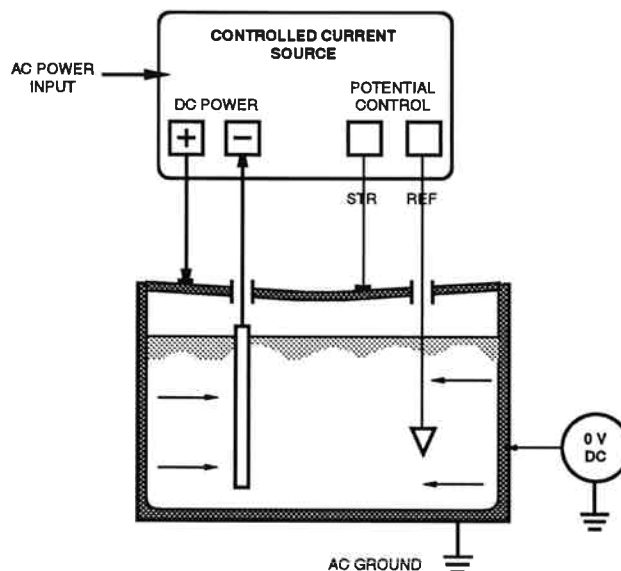 CONTROLLED CURRENT
SOURCE
AC POWER
INPUT
DC POWER
POTENTIAL
CONTROL
+
−
STR
REF
0 V
DC
AC GROUND